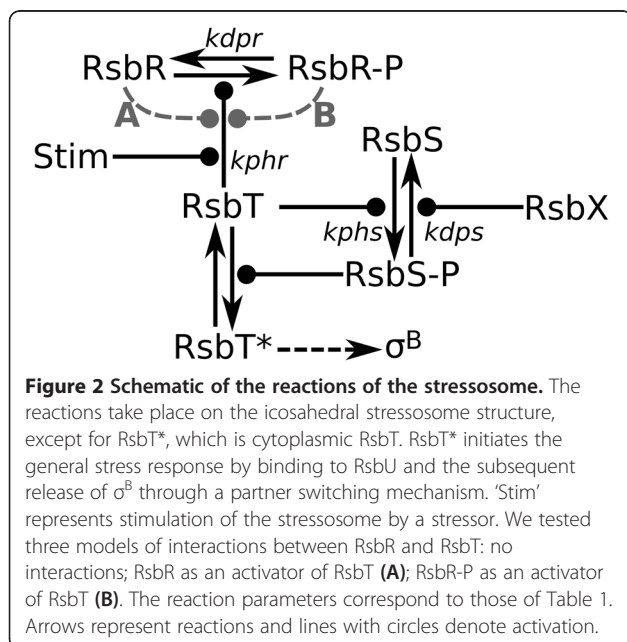 kdpr
RsbR RsbR-P
A B
Stim kphr
RsbS
RsbT RsbX
kphs kdps
RsbS-P
RsbT* σᴮ
Figure 2 Schematic of the reactions of the stressosome. The
reactions take place on the icosahedral stressosome structure,
except for RsbT*, which is cytoplasmic RsbT. RsbT* initiates the
general stress response by binding to RsbU and the subsequent
release of σᴮ through a partner switching mechanism. ‘Stim’
represents stimulation of the stressosome by a stressor. We tested
three models of interactions between RsbR and RsbT: no
interactions; RsbR as an activator of RsbT (A); RsbR-P as an activator
of RsbT (B). The reaction parameters correspond to those of Table 1.
Arrows represent reactions and lines with circles denote activation.